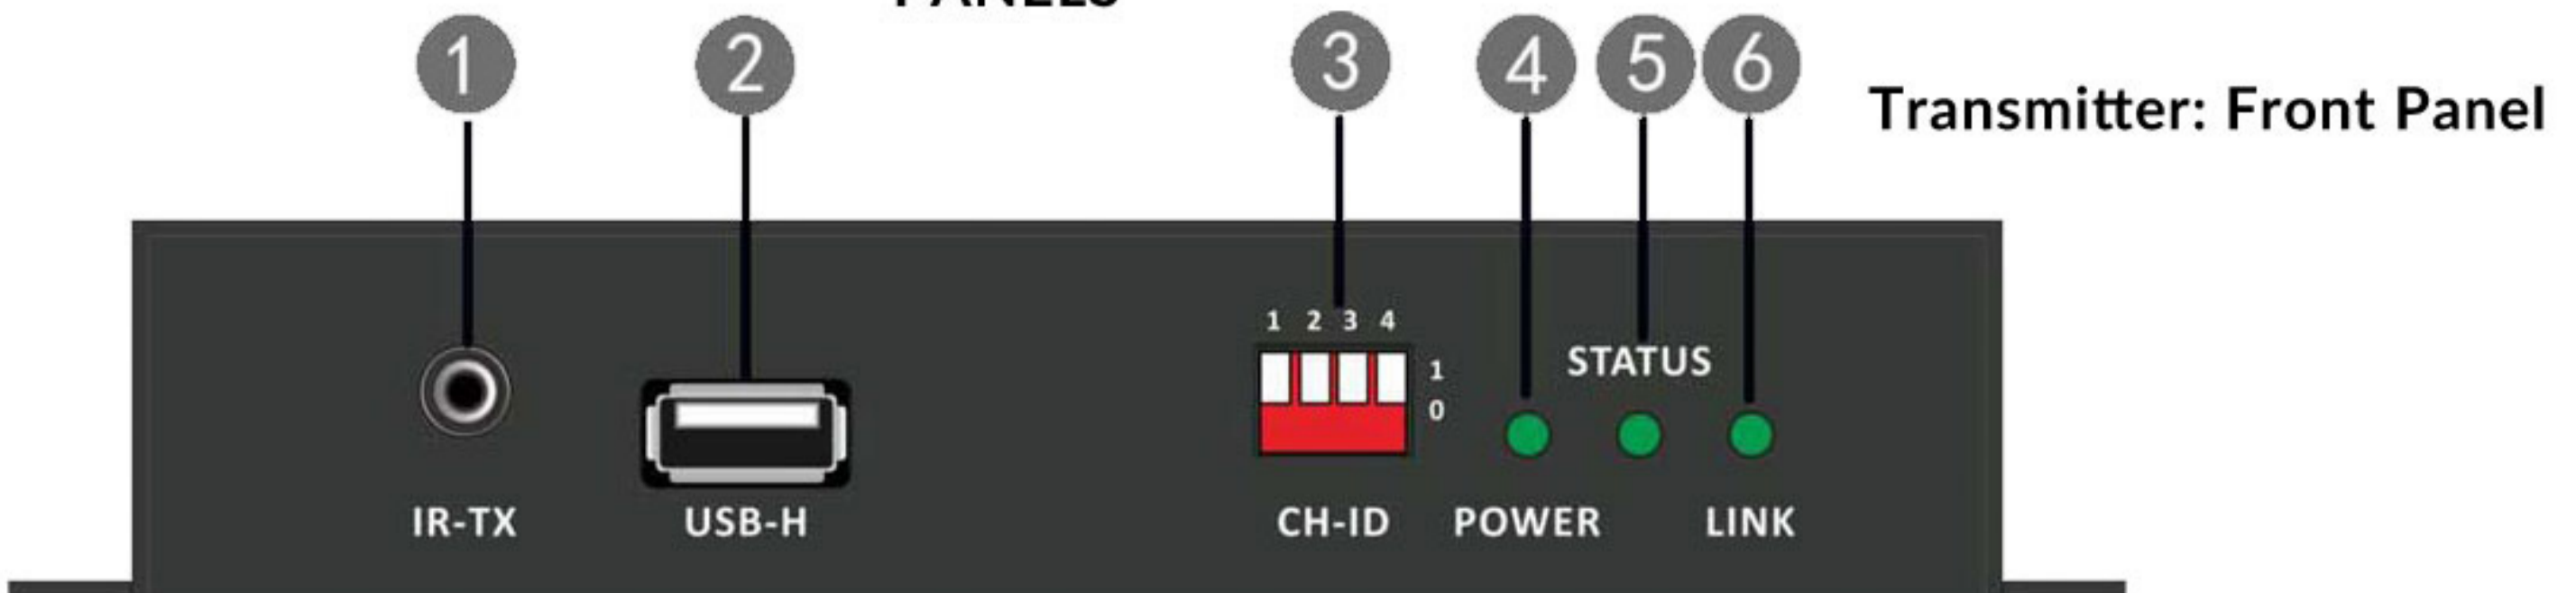 PANELS
1 2 3 4 5 6
Transmitter: Front Panel
1 2 3 4
1
0
STATUS
IR-TX USB-H CH-ID POWER LINK